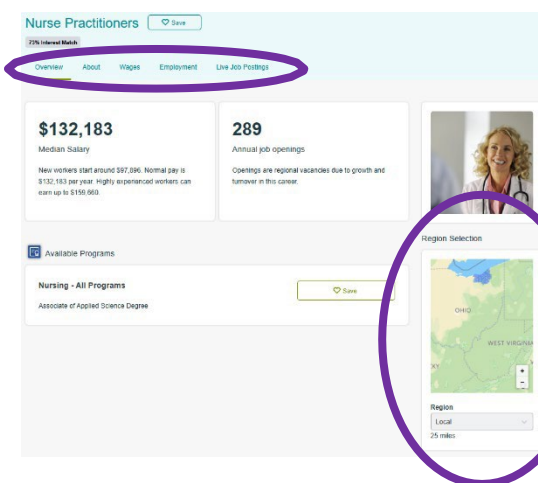 Nurse Practitioners
Save
73% Interest Match
Overview About Wages Employment Live Job Postings
$132,183
Median Salary
New workers start around $97,696. Normal pay is
$132,183 per year. Highly experienced workers can
earn up to $159,660.
289
Annual job openings
Openings are regional vacancies due to growth and
turnover in this career.
Available Programs
Nursing - All Programs
Save
Associate of Applied Science Degree
Region Selection
OHIO
WEST VIRGINIA
KY
+
-
Region
Local
25 miles